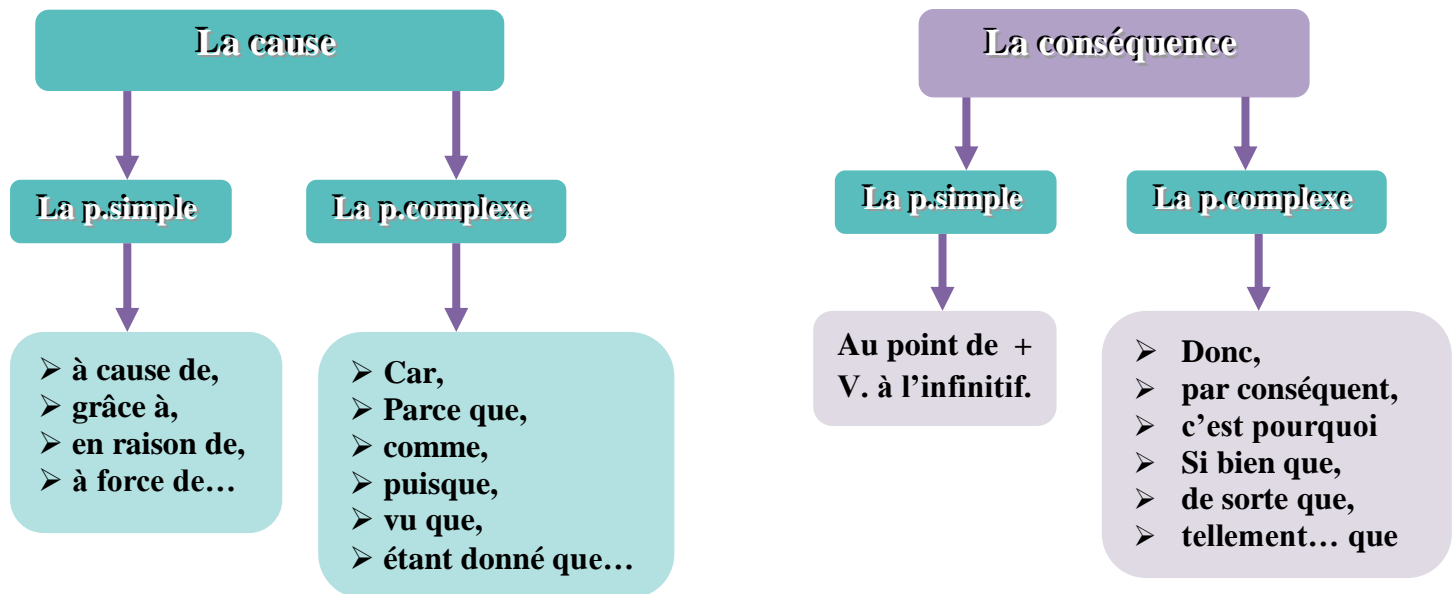 La cause
La p.simple
La p.complexe
➢ à cause de,
➢ grâce à,
➢ en raison de,
➢ à force de…
➢ Car,
➢ Parce que,
➢ comme,
➢ puisque,
➢ vu que,
➢ étant donné que…
La conséquence
La p.simple
La p.complexe
Au point de +
V. à l’infinitif.
➢ Donc,
➢ par conséquent,
➢ c’est pourquoi
➢ Si bien que,
➢ de sorte que,
➢ tellement… que